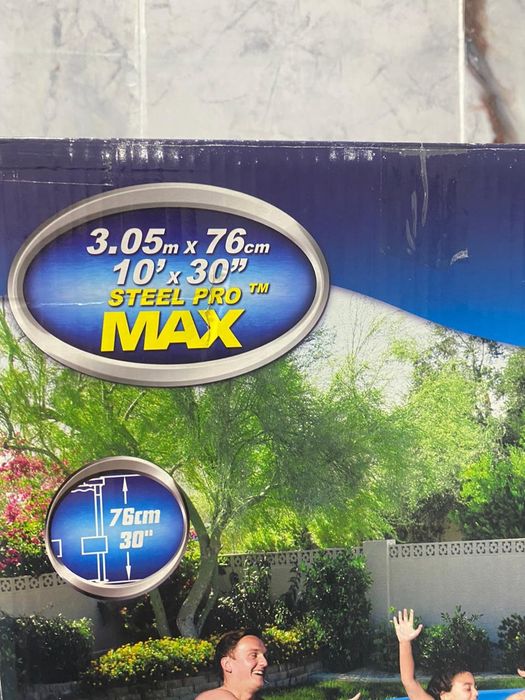 3.05m x 76cm
10' x 30"
STEEL PRO™
MAX
76cm
30"